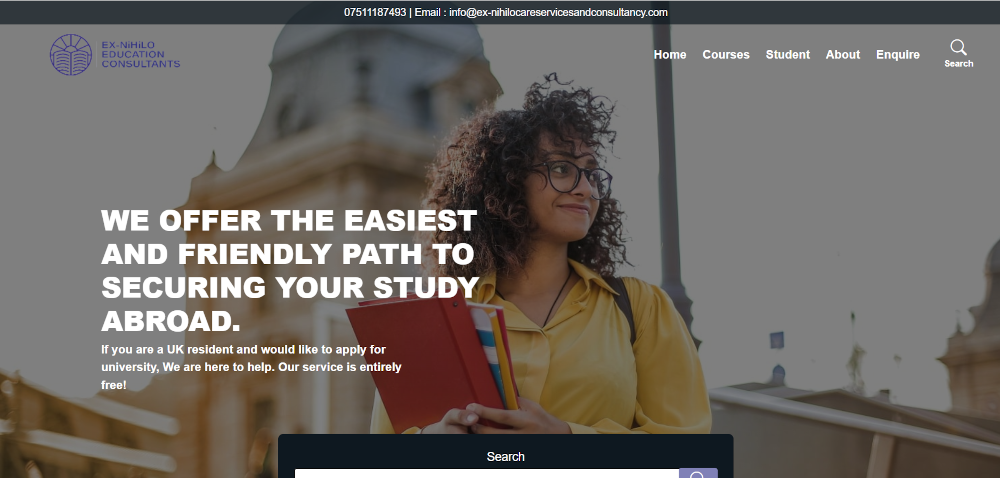 07511187493 | Email : info@ex-nihilocareservicesandconsultancy.com
EX-NiHiLO
EDUCATION
CONSULTANTS
Home Courses Student About Enquire
Search
WE OFFER THE EASIEST
AND FRIENDLY PATH TO
SECURING YOUR STUDY
ABROAD.
If you are a UK resident and would like to apply for
university, We are here to help. Our service is entirely
free!
Search